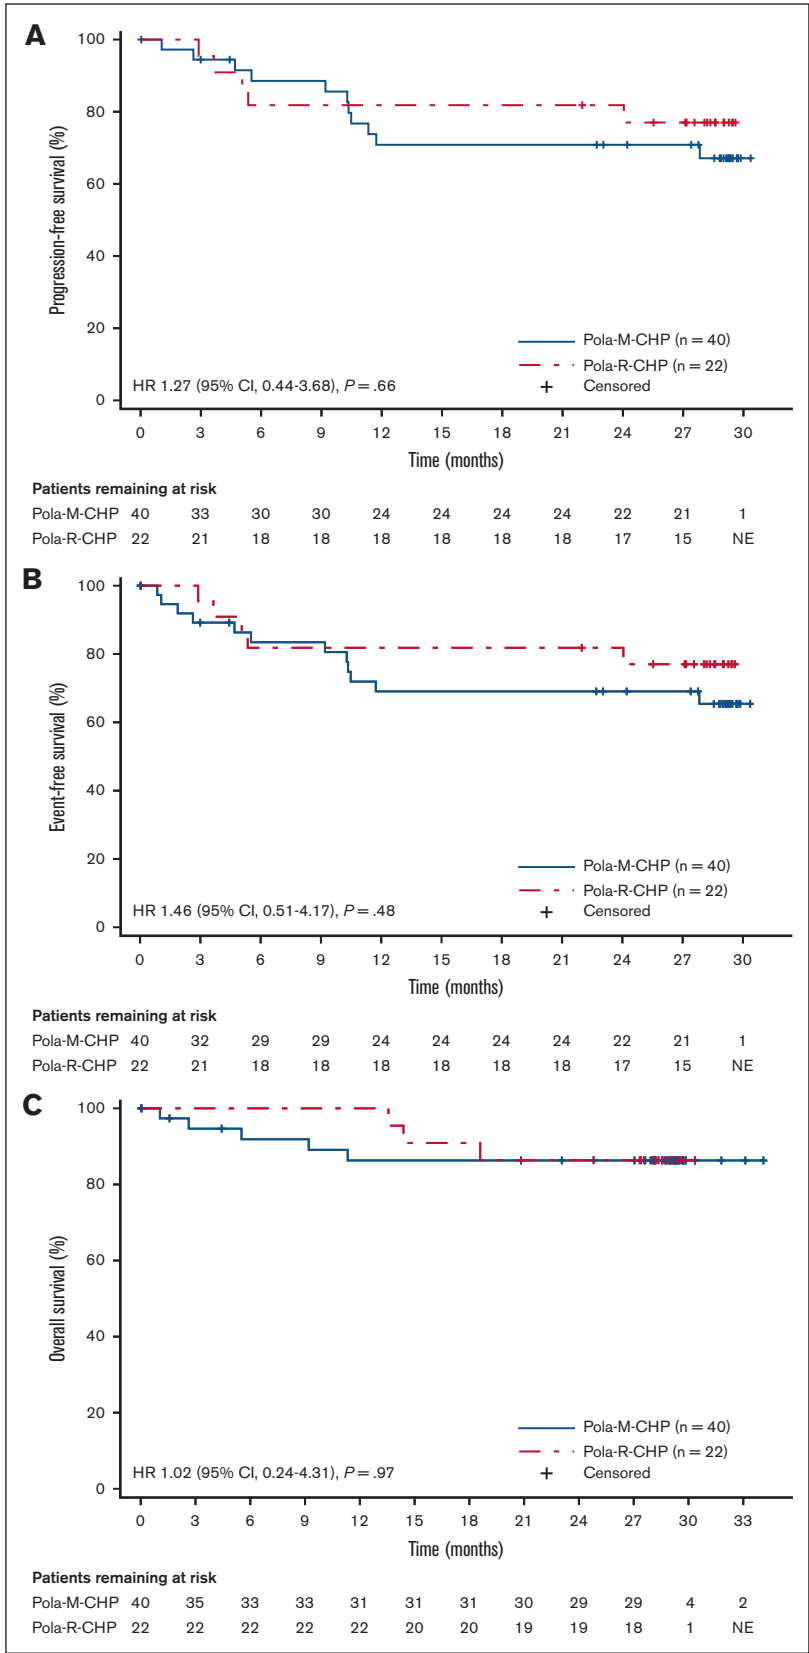 A
Progression-free survival (%)
100
80
60
40
20
0
Pola-M-CHP (n = 40)
Pola-R-CHP (n = 22)
Censored
HR 1.27 (95% CI, 0.44-3.68), P = .66
0 3 6 9 12 15 18 21 24 27 30
Time (months)
Patients remaining at risk
Pola-M-CHP 40 33 30 30 24 24 24 24 22 21 1
Pola-R-CHP 22 21 18 18 18 18 18 18 17 15 NE
B
Event-free survival (%)
100
80
60
40
20
0
Pola-M-CHP (n = 40)
Pola-R-CHP (n = 22)
Censored
HR 1.46 (95% CI, 0.51-4.17), P = .48
0 3 6 9 12 15 18 21 24 27 30
Time (months)
Patients remaining at risk
Pola-M-CHP 40 32 29 29 24 24 24 24 22 21 1
Pola-R-CHP 22 21 18 18 18 18 18 18 17 15 NE
C
Overall survival (%)
100
80
60
40
20
0
Pola-M-CHP (n = 40)
Pola-R-CHP (n = 22)
Censored
HR 1.02 (95% CI, 0.24-4.31), P = .97
0 3 6 9 12 15 18 21 24 27 30 33
Time (months)
Patients remaining at risk
Pola-M-CHP 40 35 33 33 31 31 31 30 29 29 4 2
Pola-R-CHP 22 22 22 22 22 20 20 19 19 18 1 NE